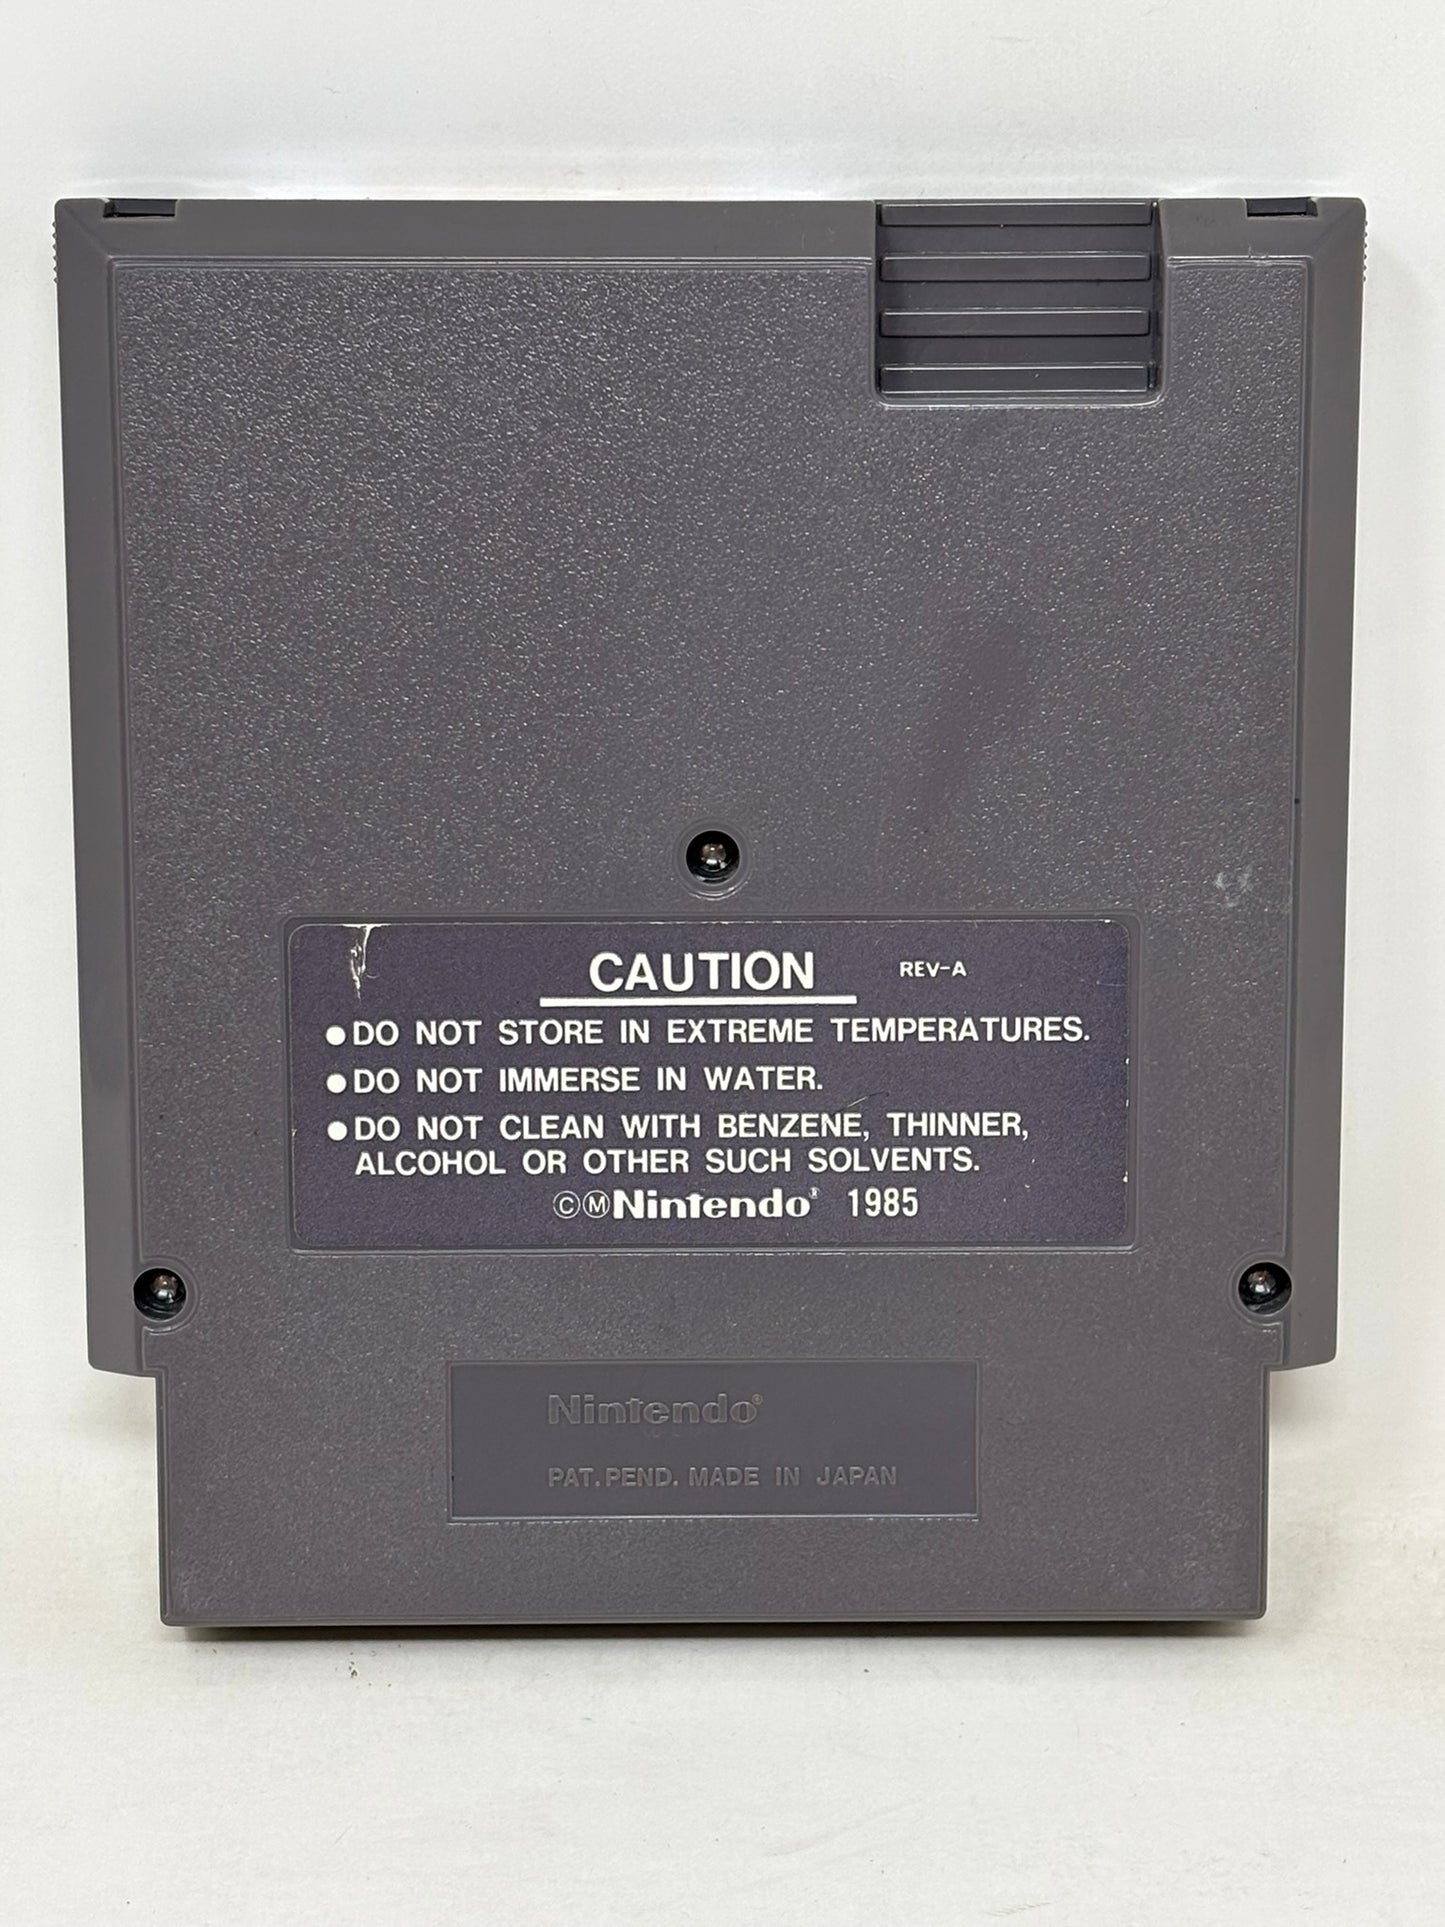 CAUTION REV-A
●DO NOT STORE IN EXTREME TEMPERATURES.
●DO NOT IMMERSE IN WATER.
●DO NOT CLEAN WITH BENZENE, THINNER,
ALCOHOL OR OTHER SUCH SOLVENTS.
©ⓂNintendo® 1985
Nintendo®
PAT. PEND. MADE IN JAPAN